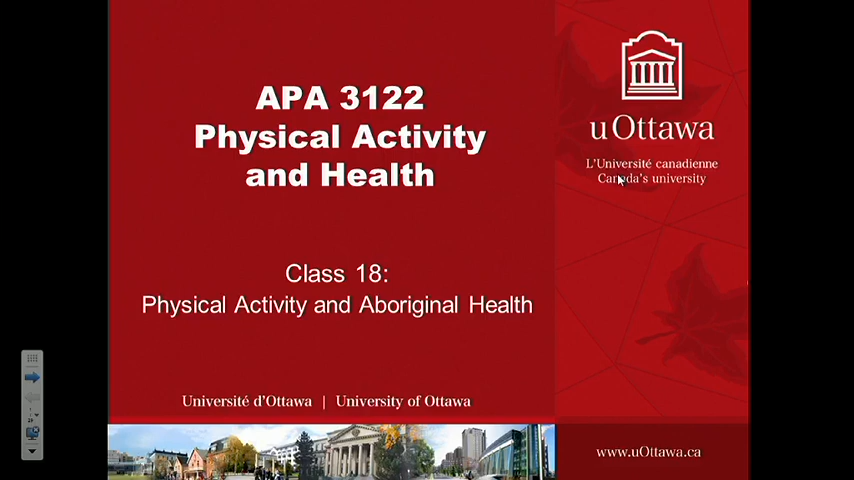 APA 3122
Physical Activity
and Health
Class 18:
Physical Activity and Aboriginal Health
Université d'Ottawa | University of Ottawa
uOttawa
L'Université canadienne
Canada's university
www.uOttawa.ca